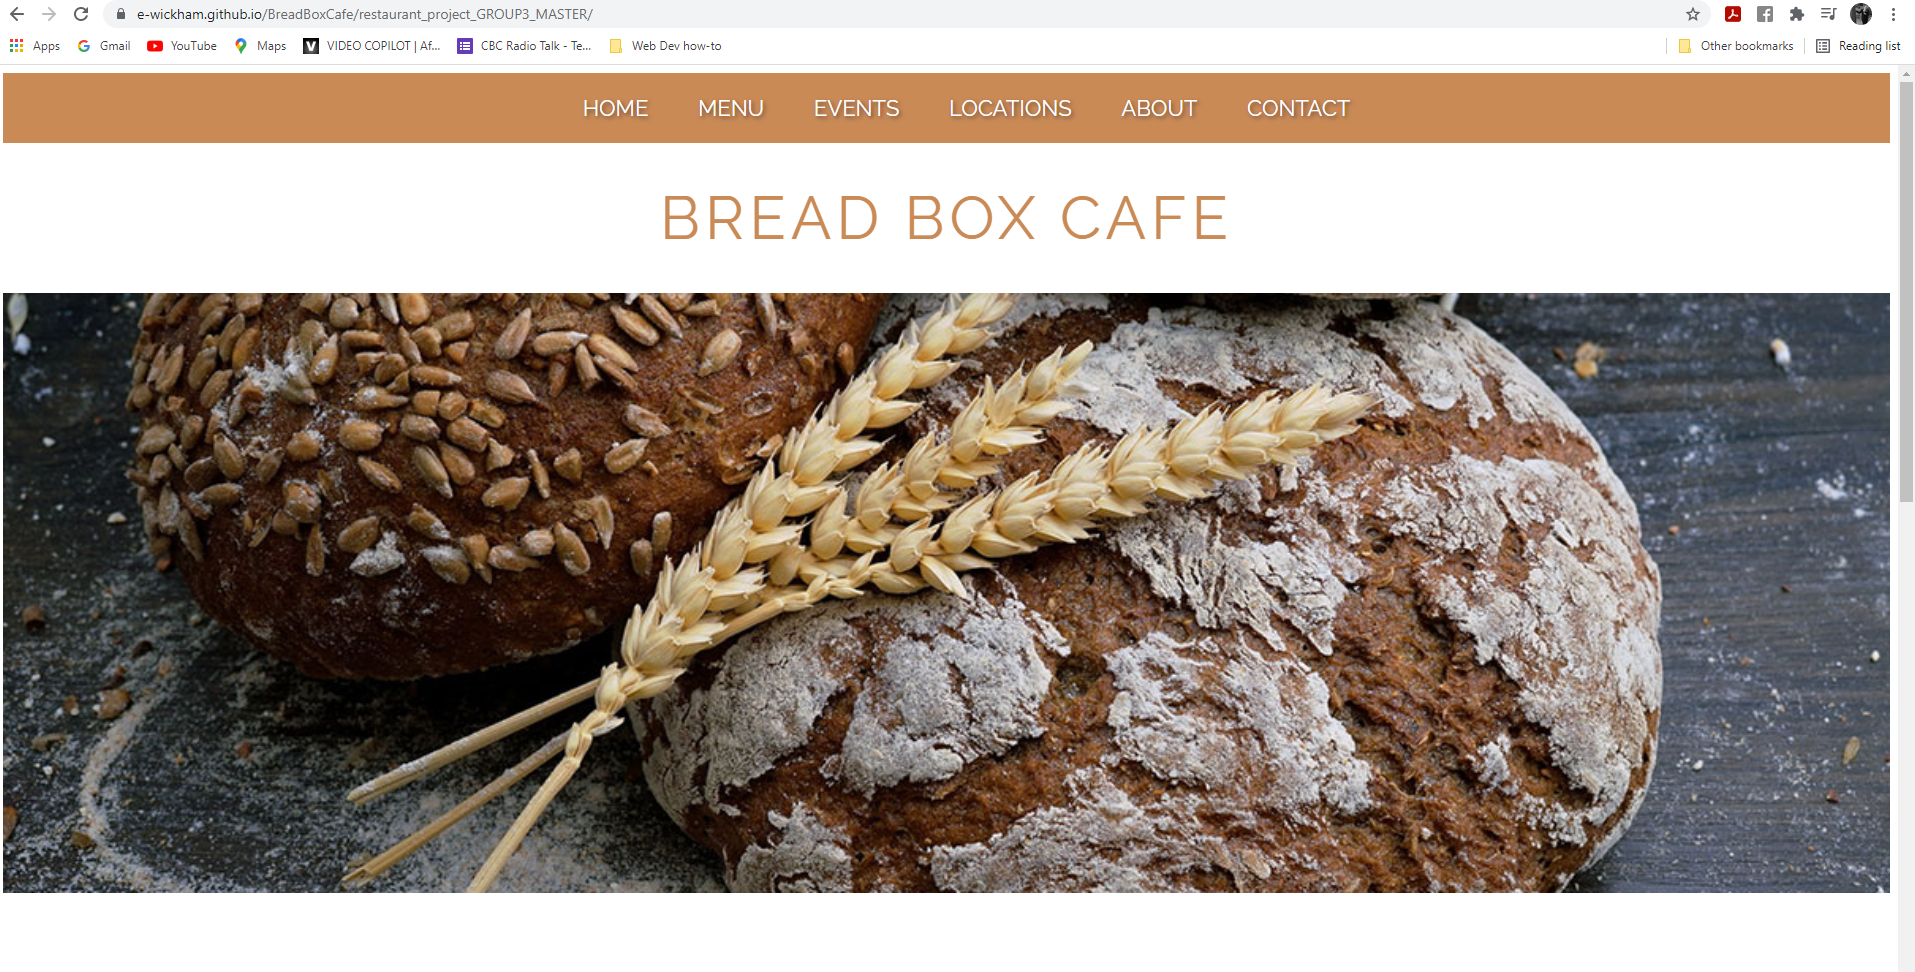 e-wickham.github.io/BreadBoxCafe/restaurant_project_GROUP3_MASTER/
Apps Gmail YouTube Maps VIDEO COPILOT | Af... CBC Radio Talk - Te... Web Dev how-to Other bookmarks Reading list
HOME MENU EVENTS LOCATIONS ABOUT CONTACT
BREAD BOX CAFE